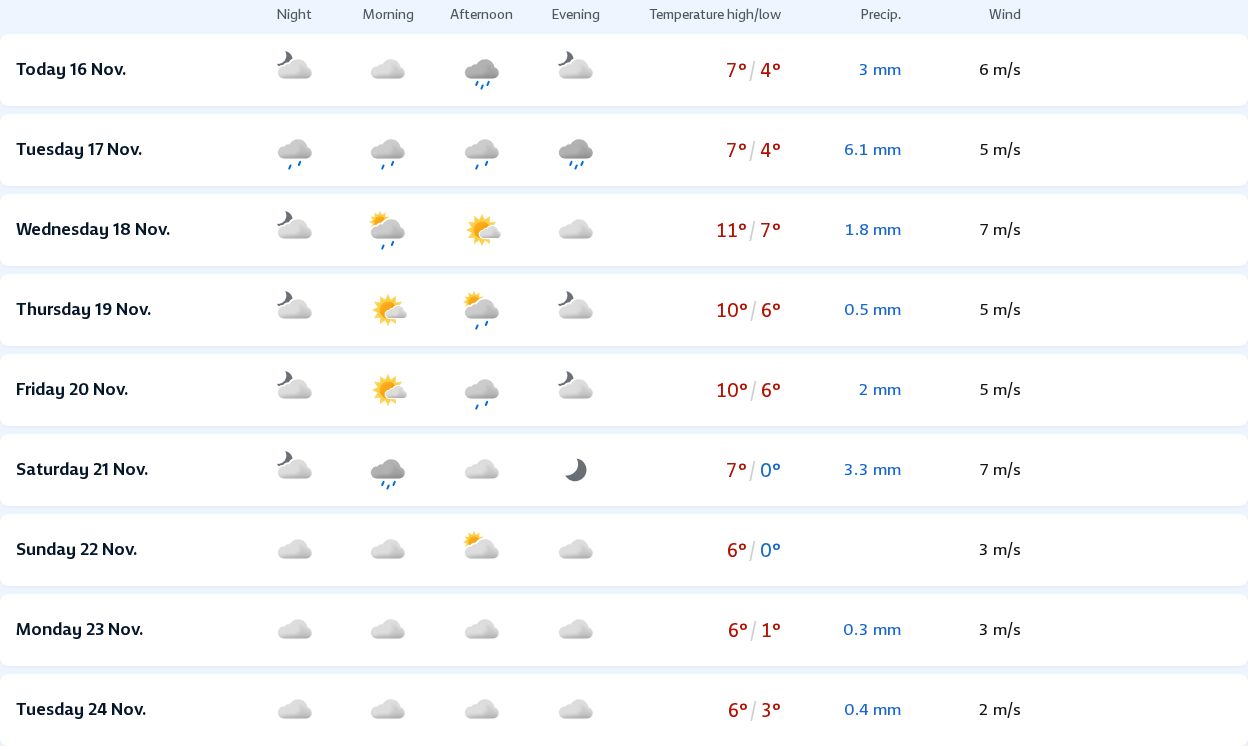 Night Morning Afternoon Evening Temperature high/low Precip. Wind
Today 16 Nov. 7°/4° 3 mm 6 m/s
Tuesday 17 Nov. 7°/4° 6.1 mm 5 m/s
Wednesday 18 Nov. 11°/7° 1.8 mm 7 m/s
Thursday 19 Nov. 10°/6° 0.5 mm 5 m/s
Friday 20 Nov. 10°/6° 2 mm 5 m/s
Saturday 21 Nov. 7°/0° 3.3 mm 7 m/s
Sunday 22 Nov. 6°/0° 3 m/s
Monday 23 Nov. 6°/1° 0.3 mm 3 m/s
Tuesday 24 Nov. 6°/3° 0.4 mm 2 m/s